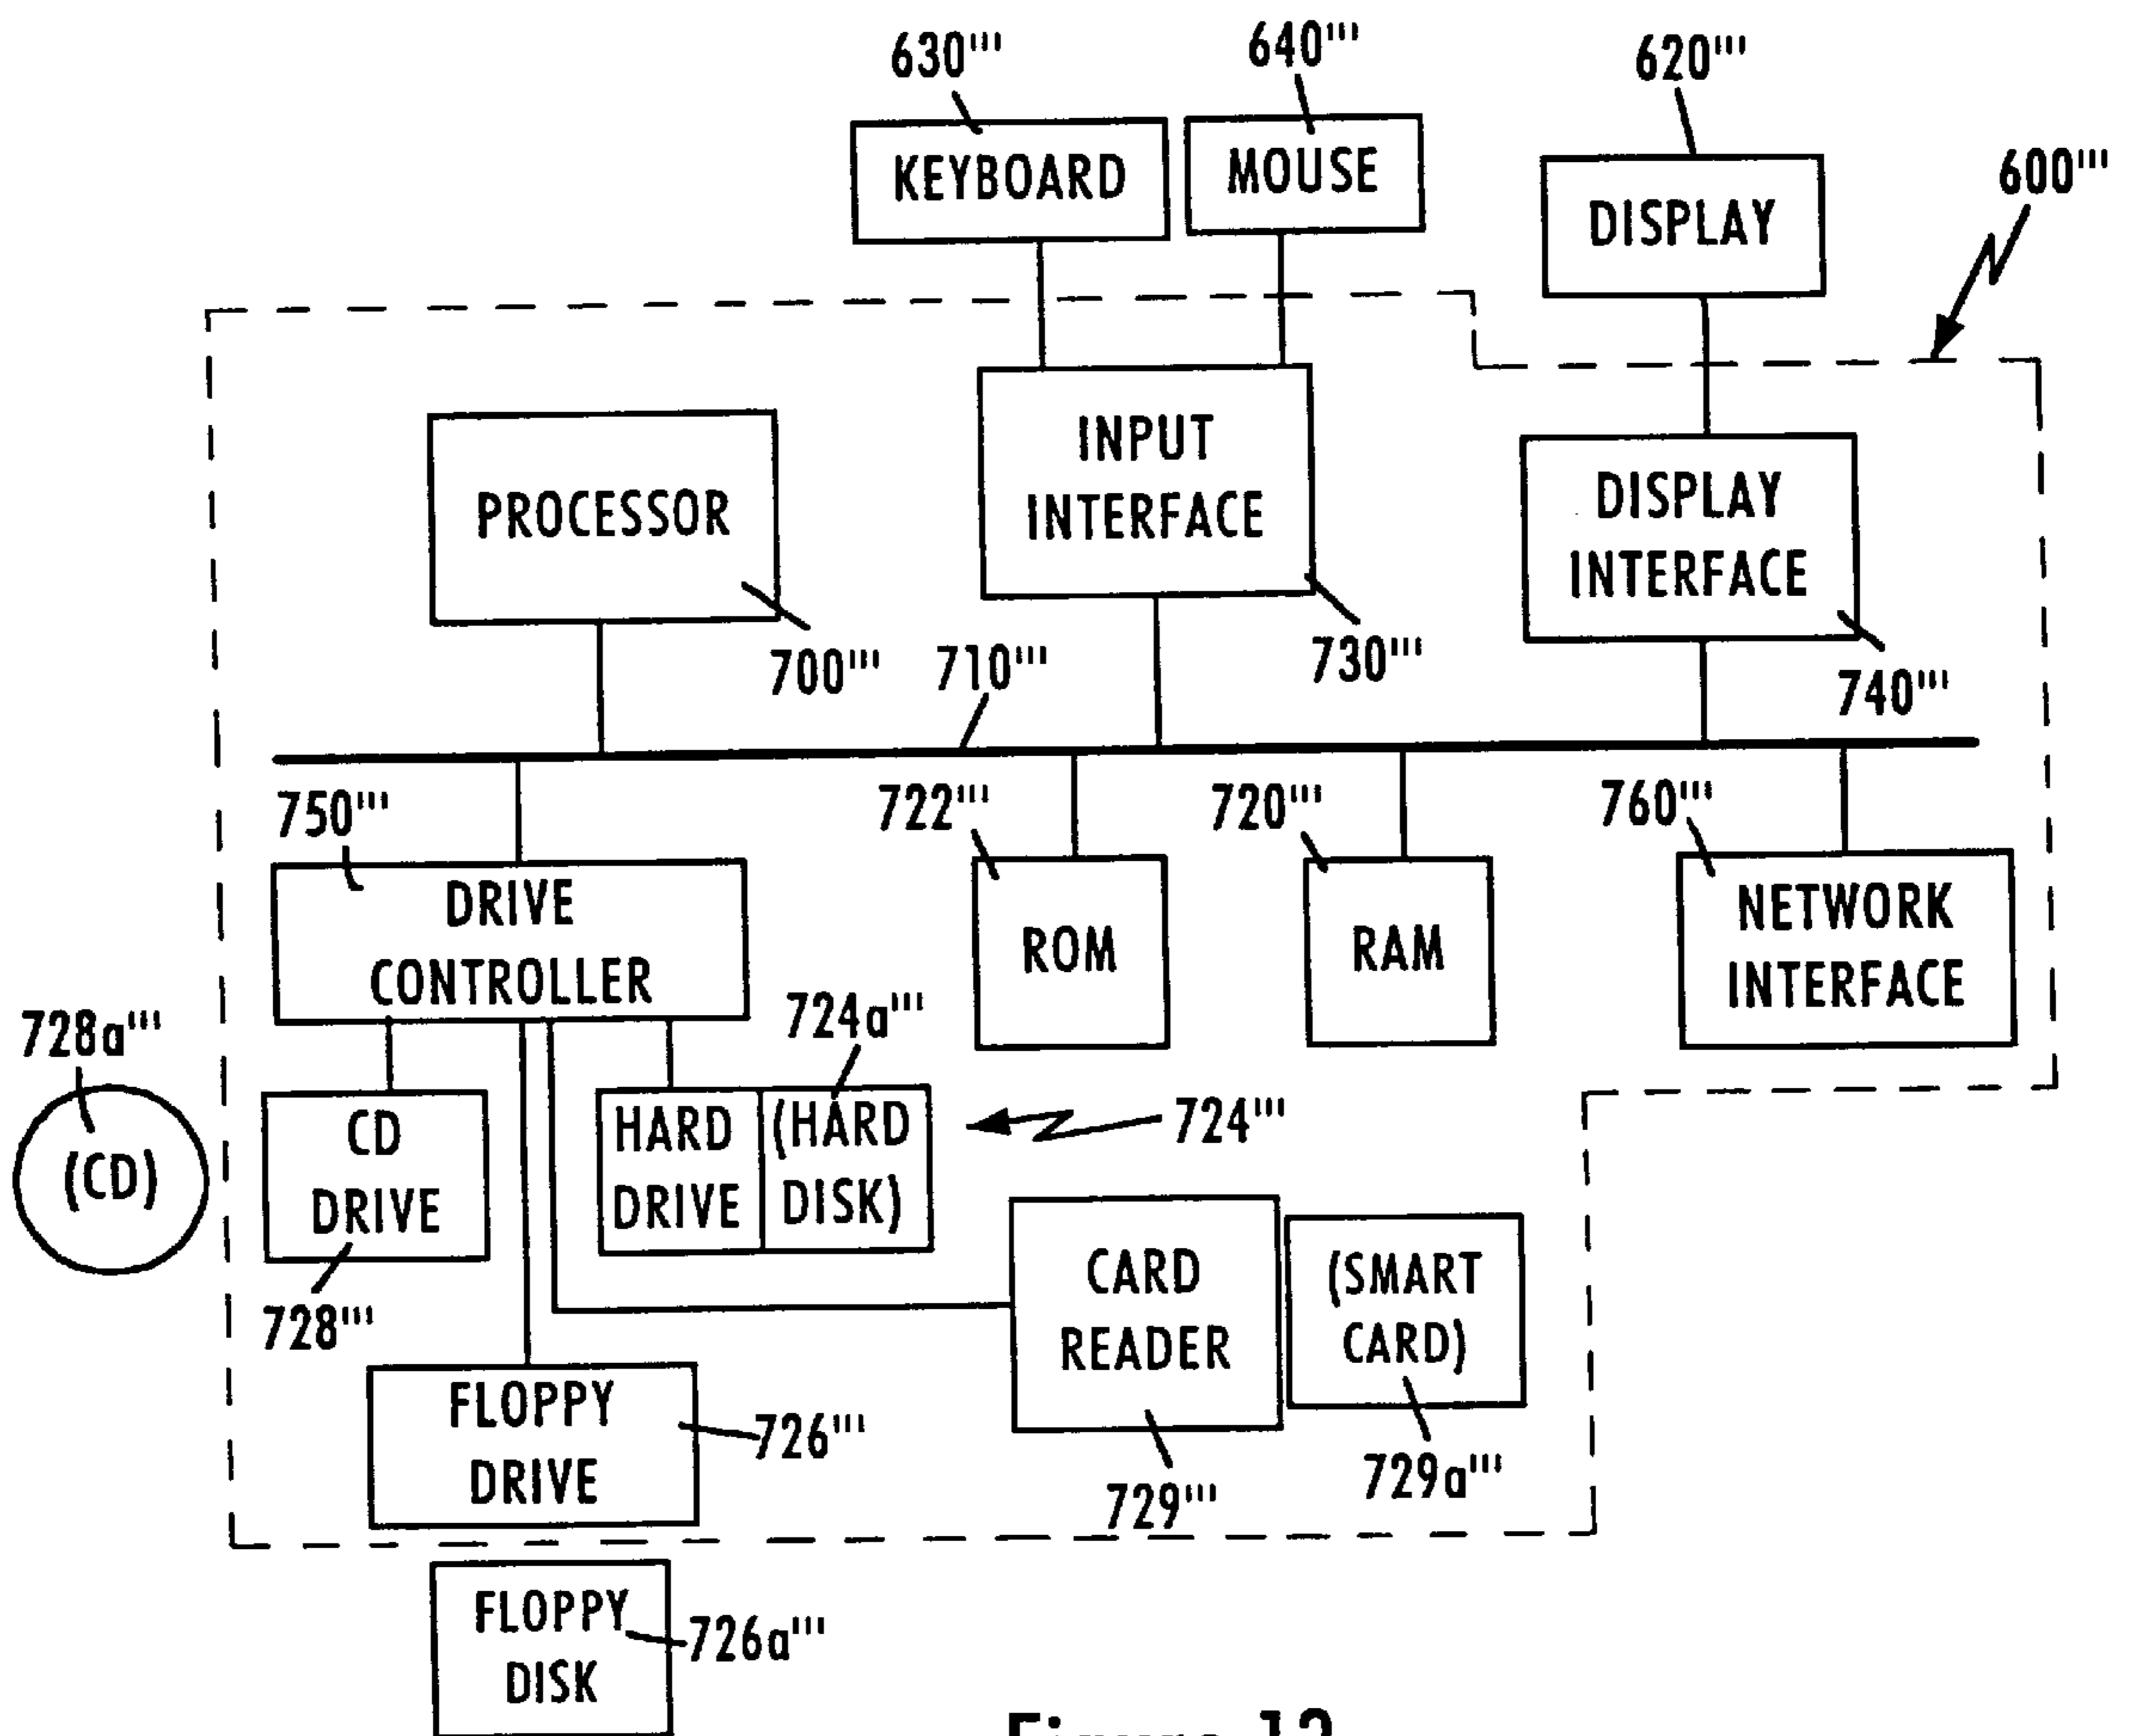 630'''
640'''
620'''
600'''
KEYBOARD
MOUSE
DISPLAY
PROCESSOR
700'''
INPUT
INTERFACE
730'''
DISPLAY
INTERFACE
740'''
710'''
750'''
722'''
720'''
760'''
DRIVE
CONTROLLER
ROM
RAM
NETWORK
INTERFACE
728a'''
(CD)
CD
DRIVE
728'''
724a'''
HARD
DRIVE
(HARD
DISK)
724'''
CARD
READER
729'''
(SMART
CARD)
729a'''
FLOPPY
DRIVE
726'''
FLOPPY
DISK
726a'''